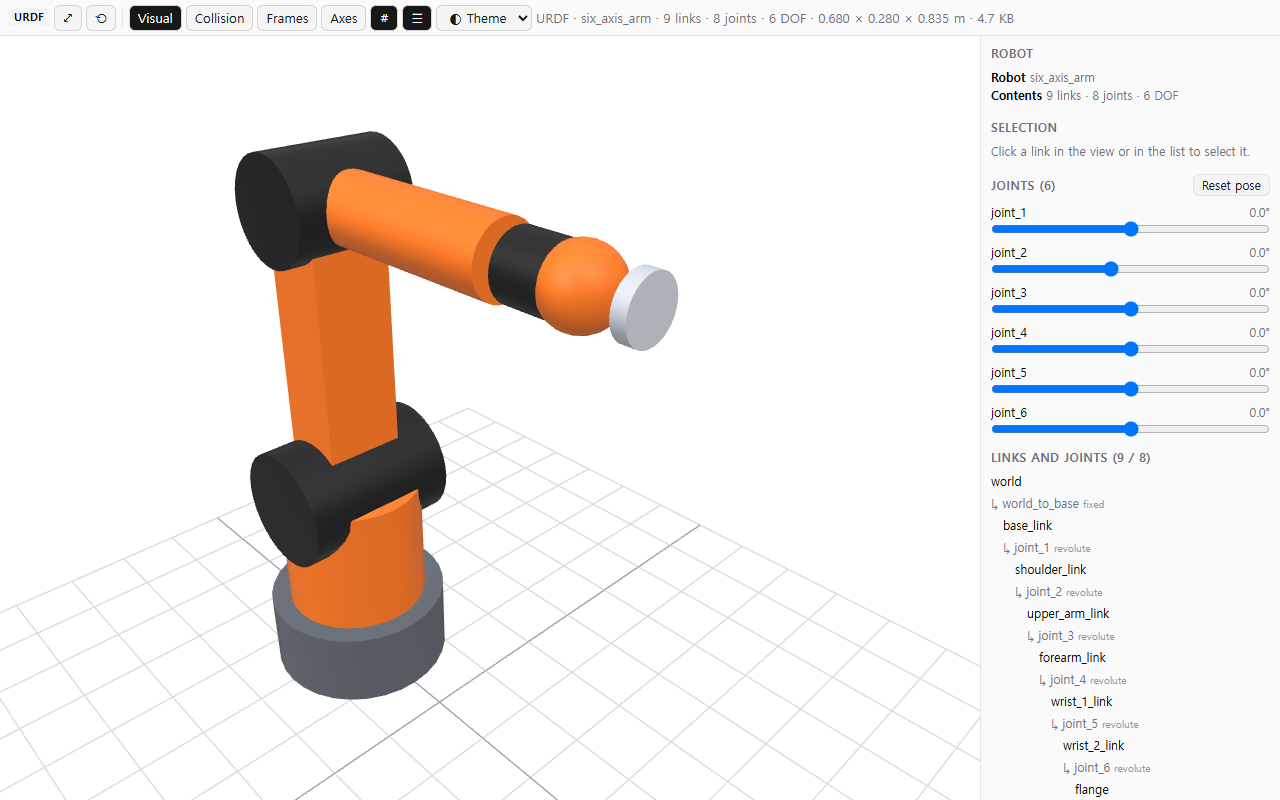 URDF ⤢ ⟲ Visual Collision Frames Axes # ☰ ◐ Theme URDF · six_axis_arm · 9 links · 8 joints · 6 DOF · 0.680 × 0.280 × 0.835 m · 4.7 KB
ROBOT
Robot six_axis_arm
Contents 9 links · 8 joints · 6 DOF
SELECTION
Click a link in the view or in the list to select it.
JOINTS (6) Reset pose
joint_1 0.0°
joint_2 0.0°
joint_3 0.0°
joint_4 0.0°
joint_5 0.0°
joint_6 0.0°
LINKS AND JOINTS (9 / 8)
world
↳ world_to_base fixed
base_link
↳ joint_1 revolute
shoulder_link
↳ joint_2 revolute
upper_arm_link
↳ joint_3 revolute
forearm_link
↳ joint_4 revolute
wrist_1_link
↳ joint_5 revolute
wrist_2_link
↳ joint_6 revolute
flange